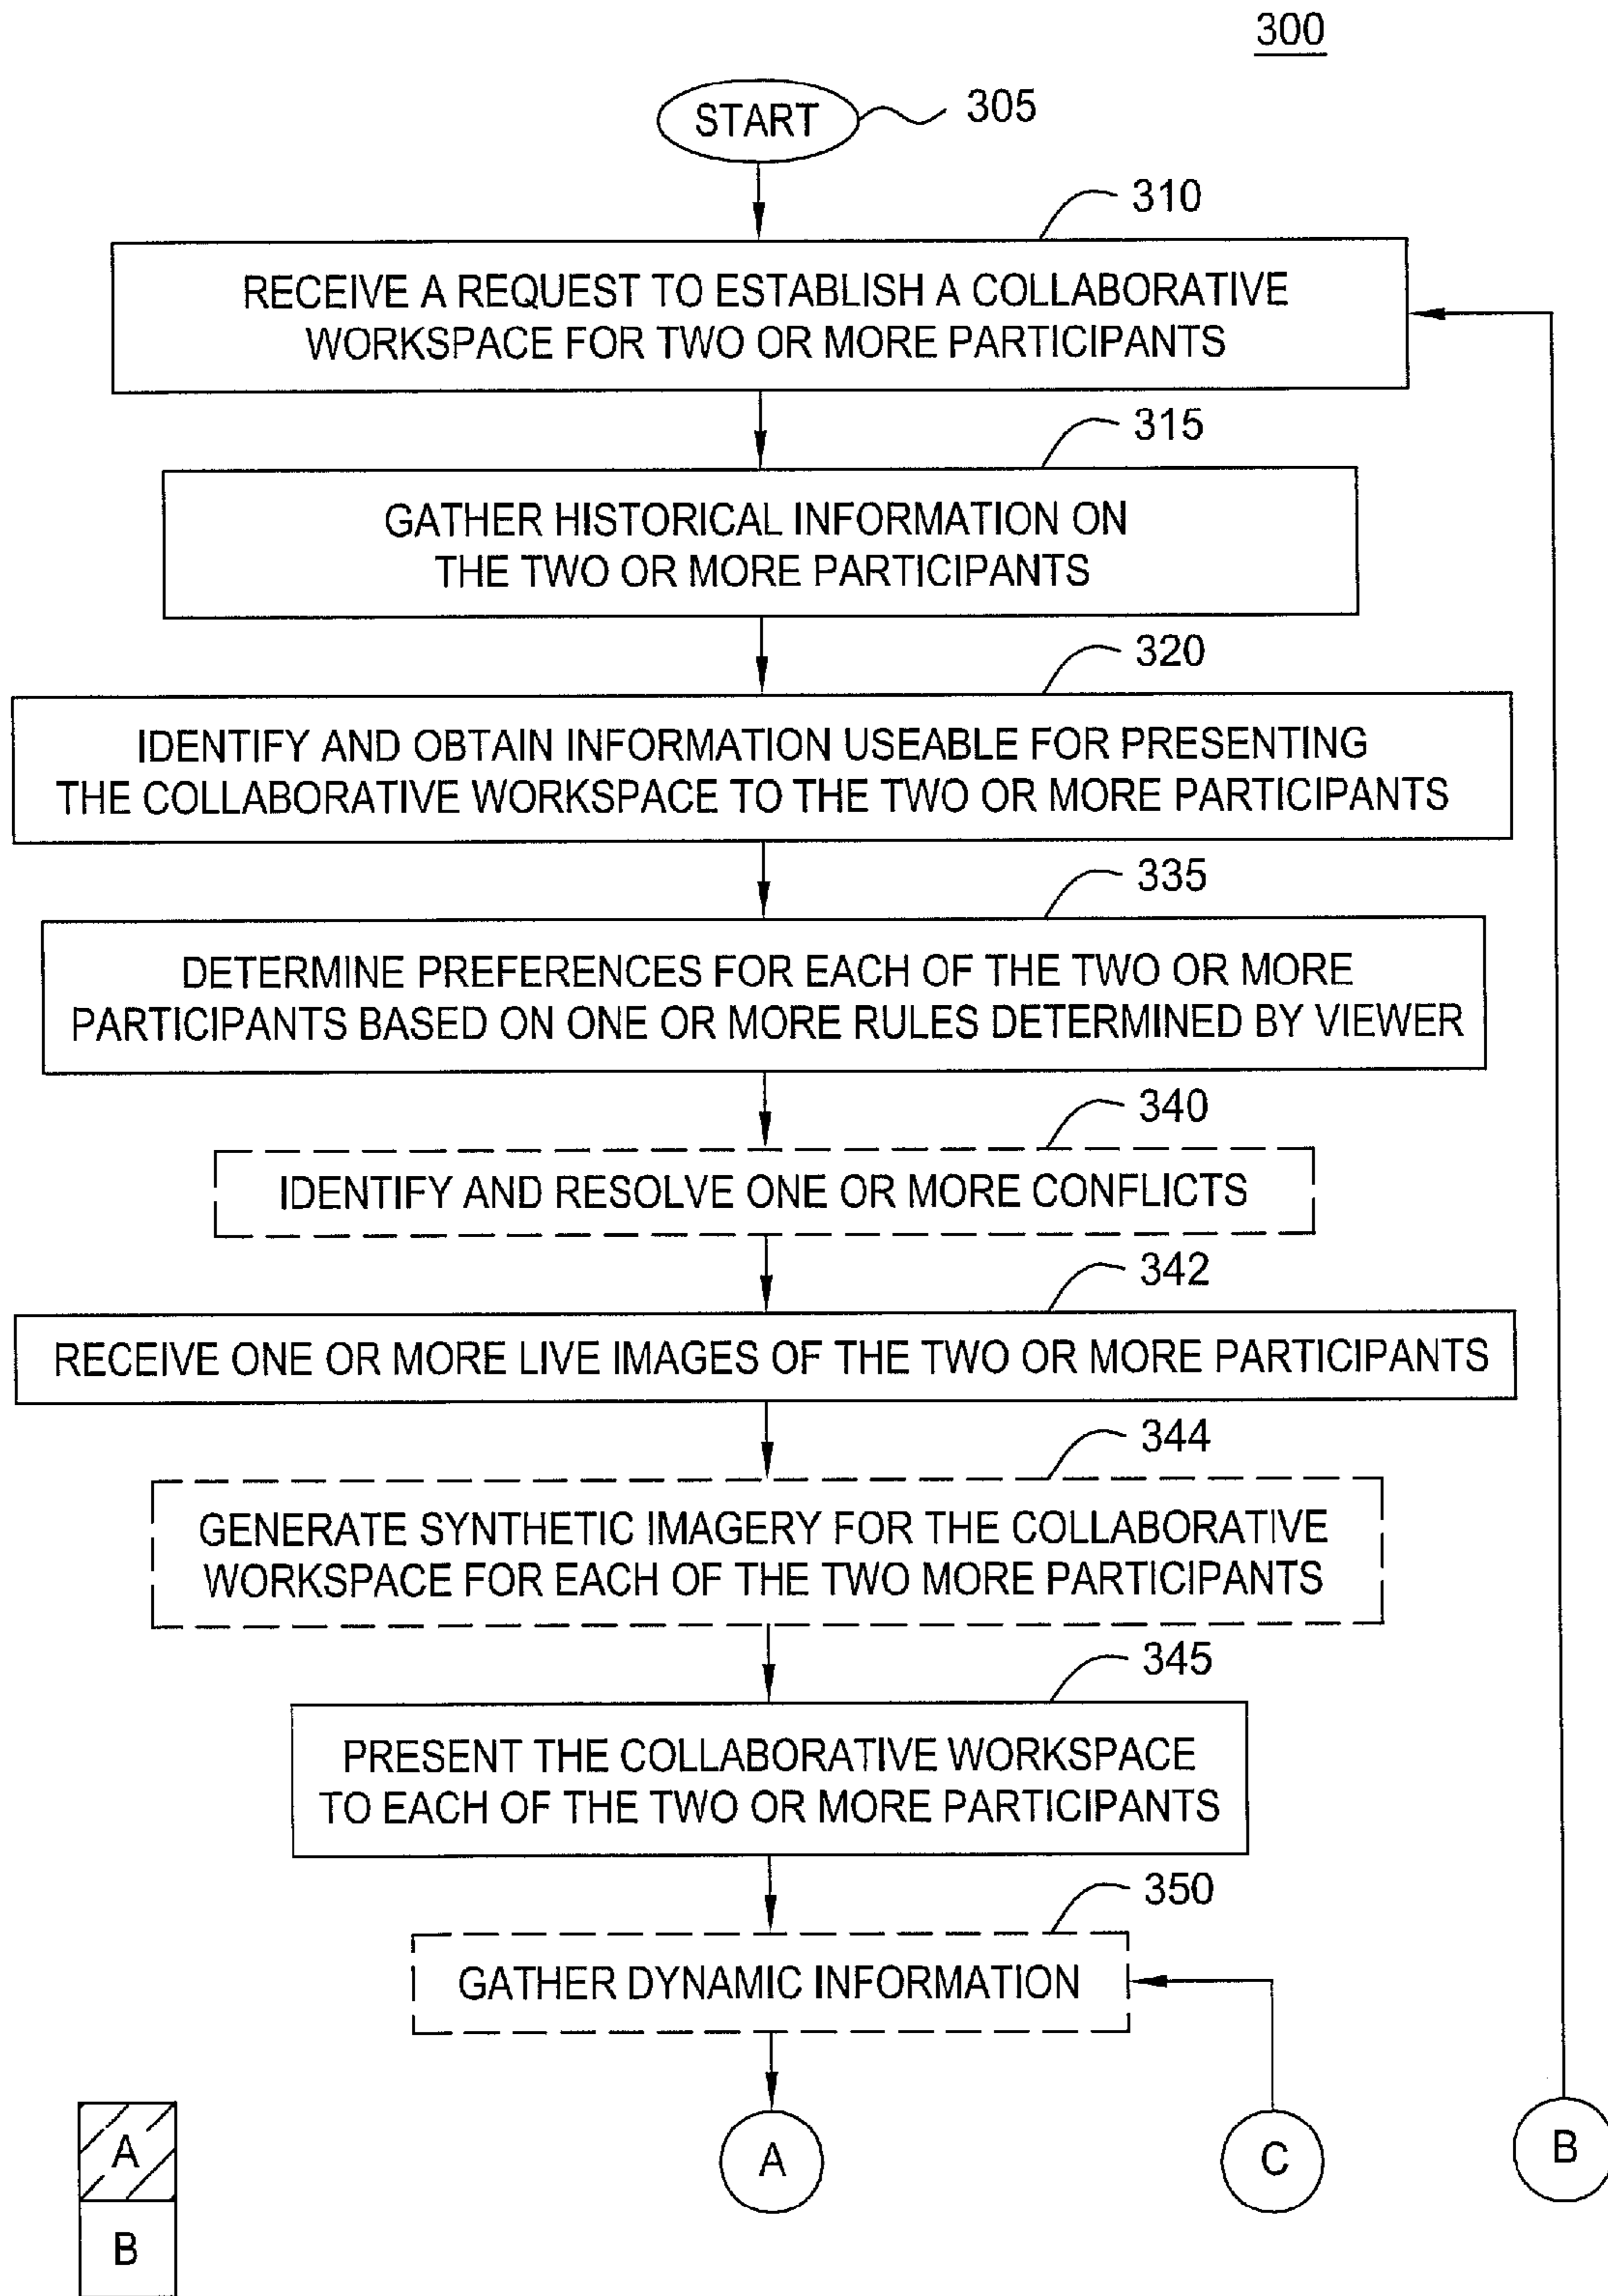 300
START
305
310
RECEIVE A REQUEST TO ESTABLISH A COLLABORATIVE
WORKSPACE FOR TWO OR MORE PARTICIPANTS
315
GATHER HISTORICAL INFORMATION ON
THE TWO OR MORE PARTICIPANTS
320
IDENTIFY AND OBTAIN INFORMATION USEABLE FOR PRESENTING
THE COLLABORATIVE WORKSPACE TO THE TWO OR MORE PARTICIPANTS
335
DETERMINE PREFERENCES FOR EACH OF THE TWO OR MORE
PARTICIPANTS BASED ON ONE OR MORE RULES DETERMINED BY VIEWER
340
IDENTIFY AND RESOLVE ONE OR MORE CONFLICTS
342
RECEIVE ONE OR MORE LIVE IMAGES OF THE TWO OR MORE PARTICIPANTS
344
GENERATE SYNTHETIC IMAGERY FOR THE COLLABORATIVE
WORKSPACE FOR EACH OF THE TWO MORE PARTICIPANTS
345
PRESENT THE COLLABORATIVE WORKSPACE
TO EACH OF THE TWO OR MORE PARTICIPANTS
350
GATHER DYNAMIC INFORMATION
A
A
C
B
B